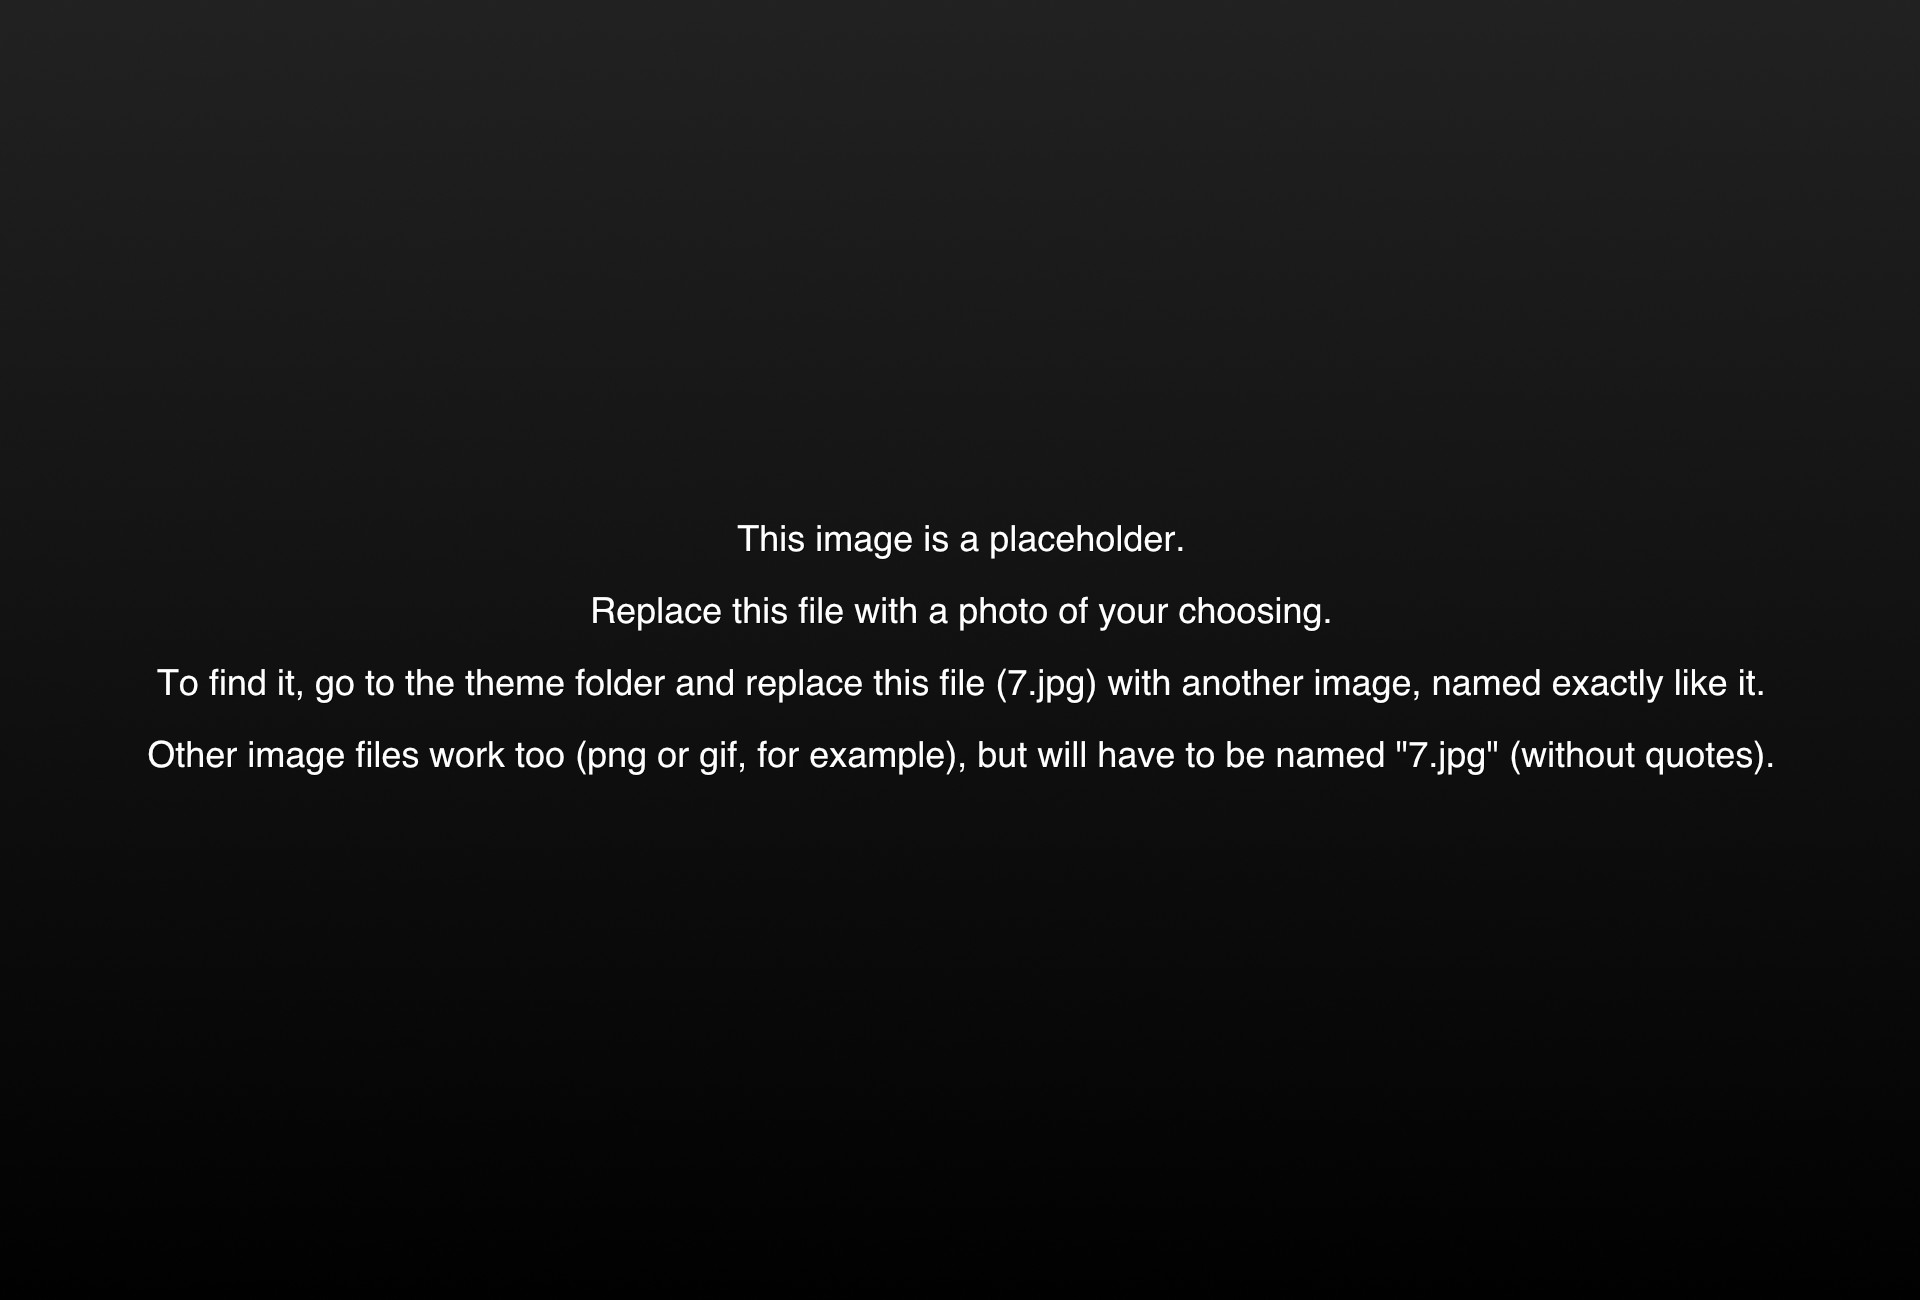 This image is a placeholder.
Replace this file with a photo of your choosing.
To find it, go to the theme folder and replace this file (7.jpg) with another image, named exactly like it.
Other image files work too (png or gif, for example), but will have to be named "7.jpg" (without quotes).